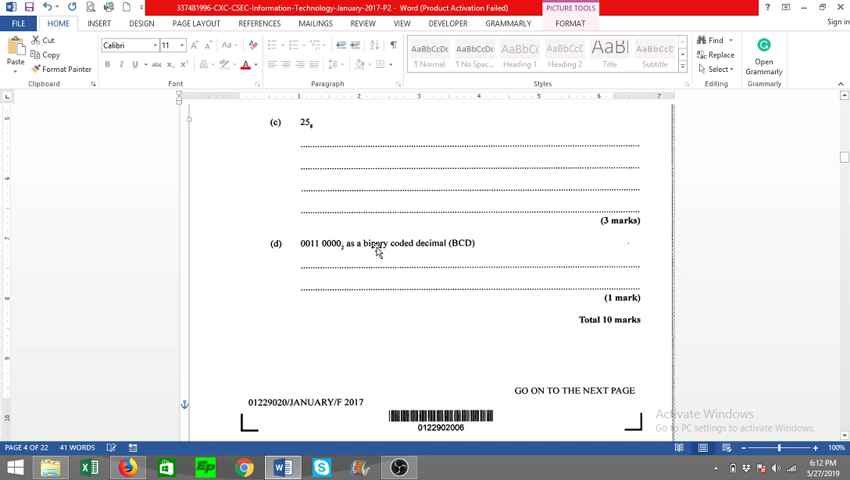 337481996-CXC-CSEC-Information-Technology-January-2017-P2 - Word (Product Activation Failed)
PICTURE TOOLS
FILE HOME INSERT DESIGN PAGE LAYOUT REFERENCES MAILINGS REVIEW VIEW DEVELOPER GRAMMARLY FORMAT
Sign in
Paste
Cut
Copy
Format Painter
Clipboard
Calibri 11
Font
Paragraph
AaBbCcDc AaBbCcDc AaBbCc AaBbCcC AaBl AaBbCcDc
¶ Normal ¶ No Spac... Heading 1 Heading 2 Title Subtitle
Styles
Find
Replace
Select
Editing
Open Grammarly
Grammarly
(c) 25₈
(3 marks)
(d) 0011 0000₂ as a binary coded decimal (BCD)
(1 mark)
Total 10 marks
GO ON TO THE NEXT PAGE
01229020/JANUARY/F 2017
0122902006
Activate Windows
Go to PC settings to activate Windows.
PAGE 4 OF 22 41 WORDS
100%
6:12 PM
5/27/2019